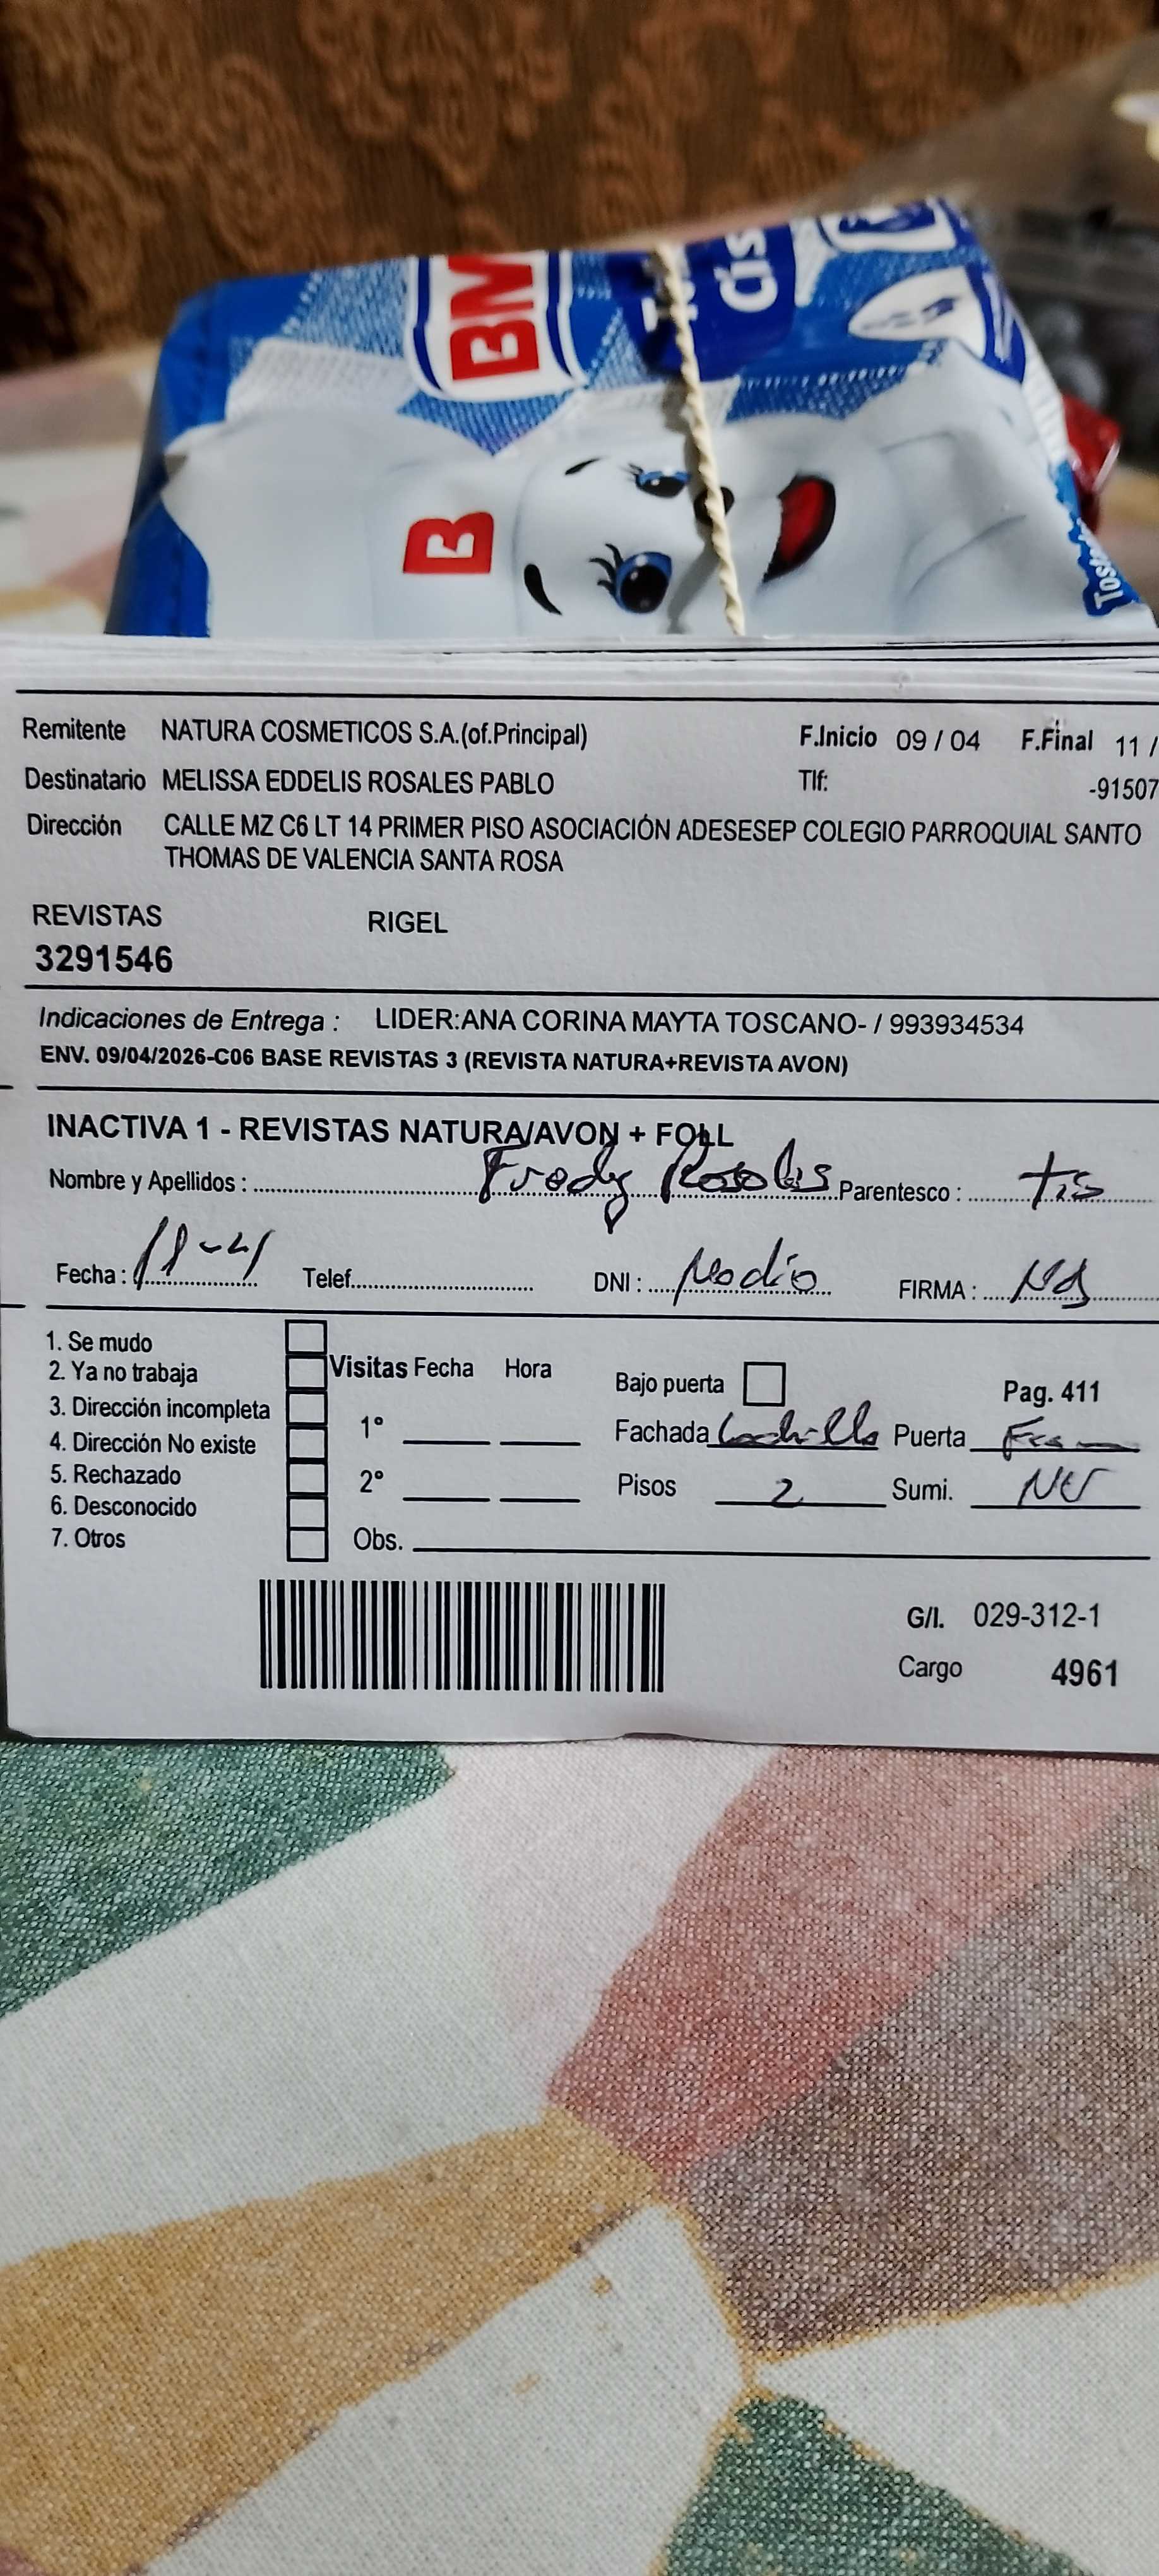 BM
B
Remitente NATURA COSMETICOS S.A.(of.Principal) F.Inicio 09 / 04 F.Final 11 /
Destinatario MELISSA EDDELIS ROSALES PABLO Tlf: -91507
Dirección CALLE MZ C6 LT 14 PRIMER PISO ASOCIACIÓN ADESESEP COLEGIO PARROQUIAL SANTO
THOMAS DE VALENCIA SANTA ROSA
REVISTAS RIGEL
3291546
Indicaciones de Entrega : LIDER:ANA CORINA MAYTA TOSCANO- / 993934534
ENV. 09/04/2026-C06 BASE REVISTAS 3 (REVISTA NATURA+REVISTA AVON)
INACTIVA 1 - REVISTAS NATURA/AVON + FOLL
Nombre y Apellidos : Fredy Rosales Parentesco :
Fecha : Telef. DNI : FIRMA :
1. Se mudo
2. Ya no trabaja Visitas Fecha Hora Bajo puerta Pag. 411
3. Dirección incompleta 1° Fachada Ladrillo Puerta
4. Dirección No existe
5. Rechazado 2° Pisos 2 Sumi.
6. Desconocido
7. Otros Obs.
G/I. 029-312-1
Cargo 4961